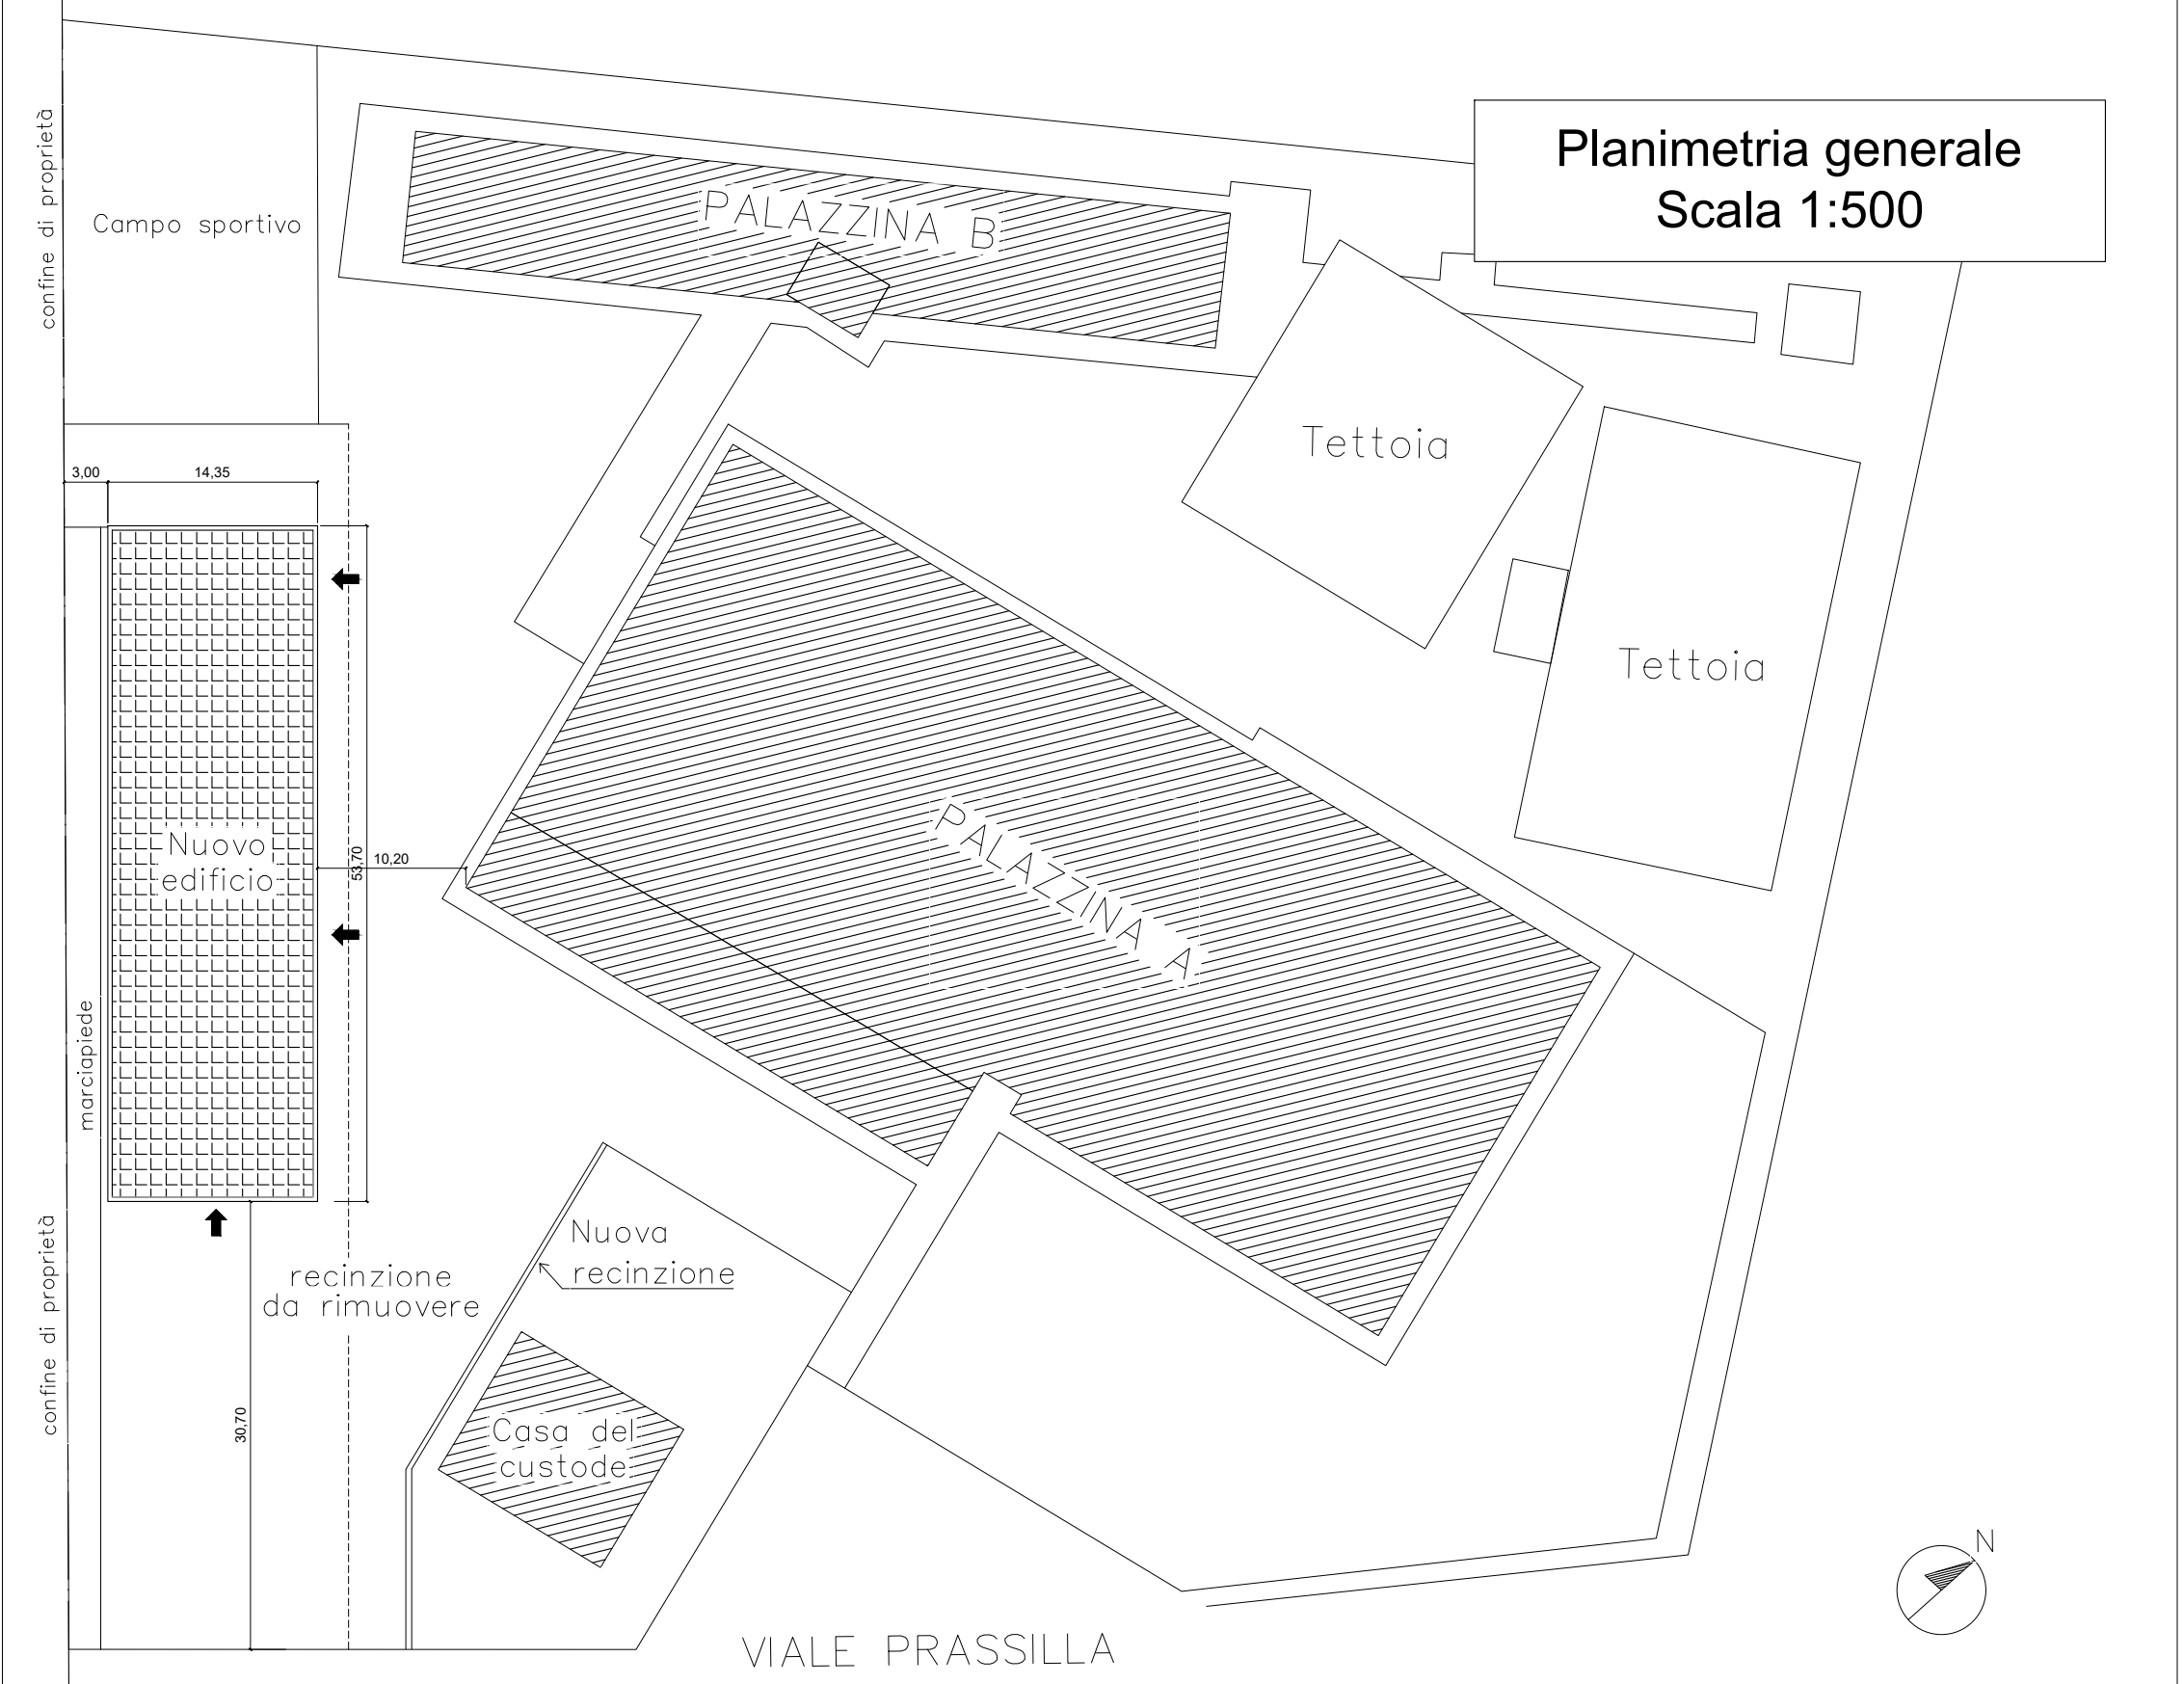 Planimetria generale
Scala 1:500
confine di proprietà
Campo sportivo
PALAZZINA B
Tettoia
Tettoia
3,00
14,35
Nuovo
edificio
53,70
10,20
PALAZZINA A
marciapiede
confine di proprietà
recinzione
da rimuovere
Nuova
recinzione
Casa del
custode
30,70
VIALE PRASSILLA
N